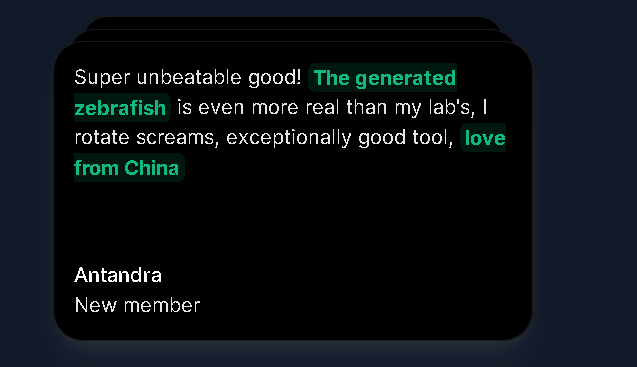 Super unbeatable good! The generated
zebrafish is even more real than my lab's, I
rotate screams, exceptionally good tool, love
from China
Antandra
New member